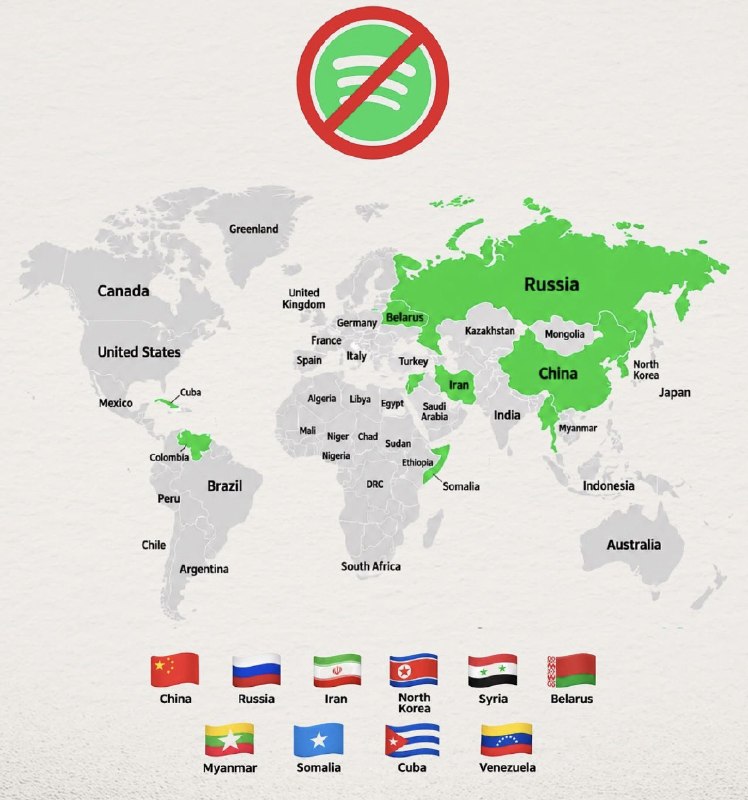 Greenland
Canada
Russia
United
Kingdom
Belarus
Germany
Kazakhstan
Mongolia
France
United States
Italy
Spain
Turkey
North
Korea
China
Iran
Cuba
Japan
Mexico
Algeria
Libya
Egypt
Saudi
Arabia
India
Myanmar
Mali
Niger
Chad
Sudan
Colombia
Nigeria
Ethiopia
Somalia
DRC
Brazil
Indonesia
Peru
Chile
Australia
Argentina
South Africa
China
Russia
Iran
North
Korea
Syria
Belarus
Myanmar
Somalia
Cuba
Venezuela